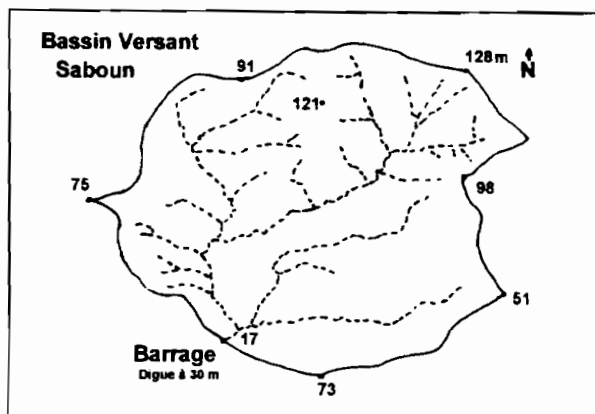 Bassin Versant
Saboun
91
128m
N
121
75
98
51
17
Barrage
Digue à 30 m
73